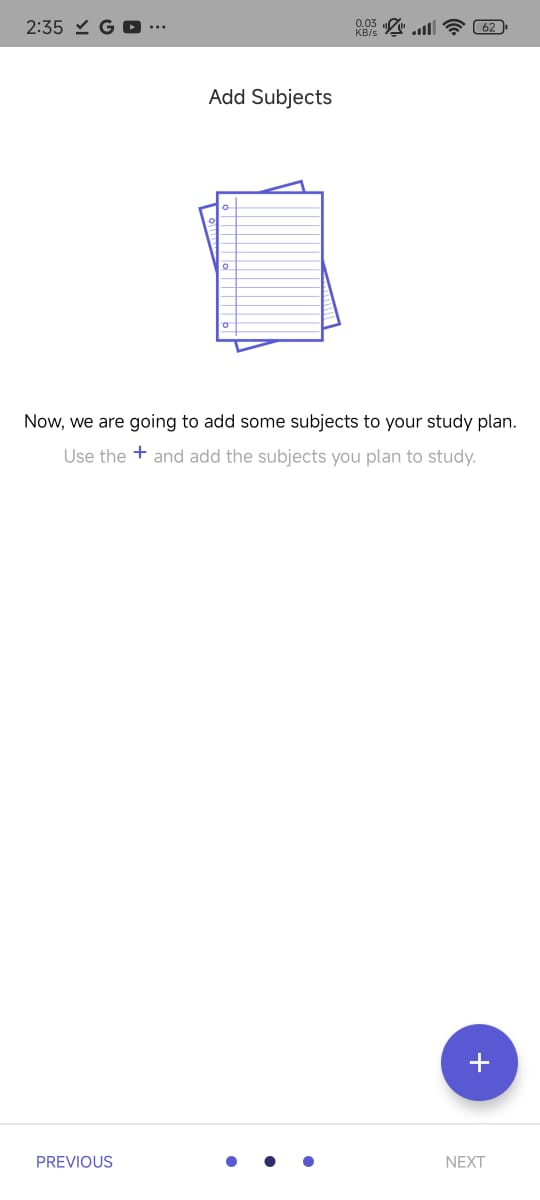 2:35 G ... 0.03 KB/s 62
Add Subjects
Now, we are going to add some subjects to your study plan.
Use the + and add the subjects you plan to study.
+
PREVIOUS NEXT